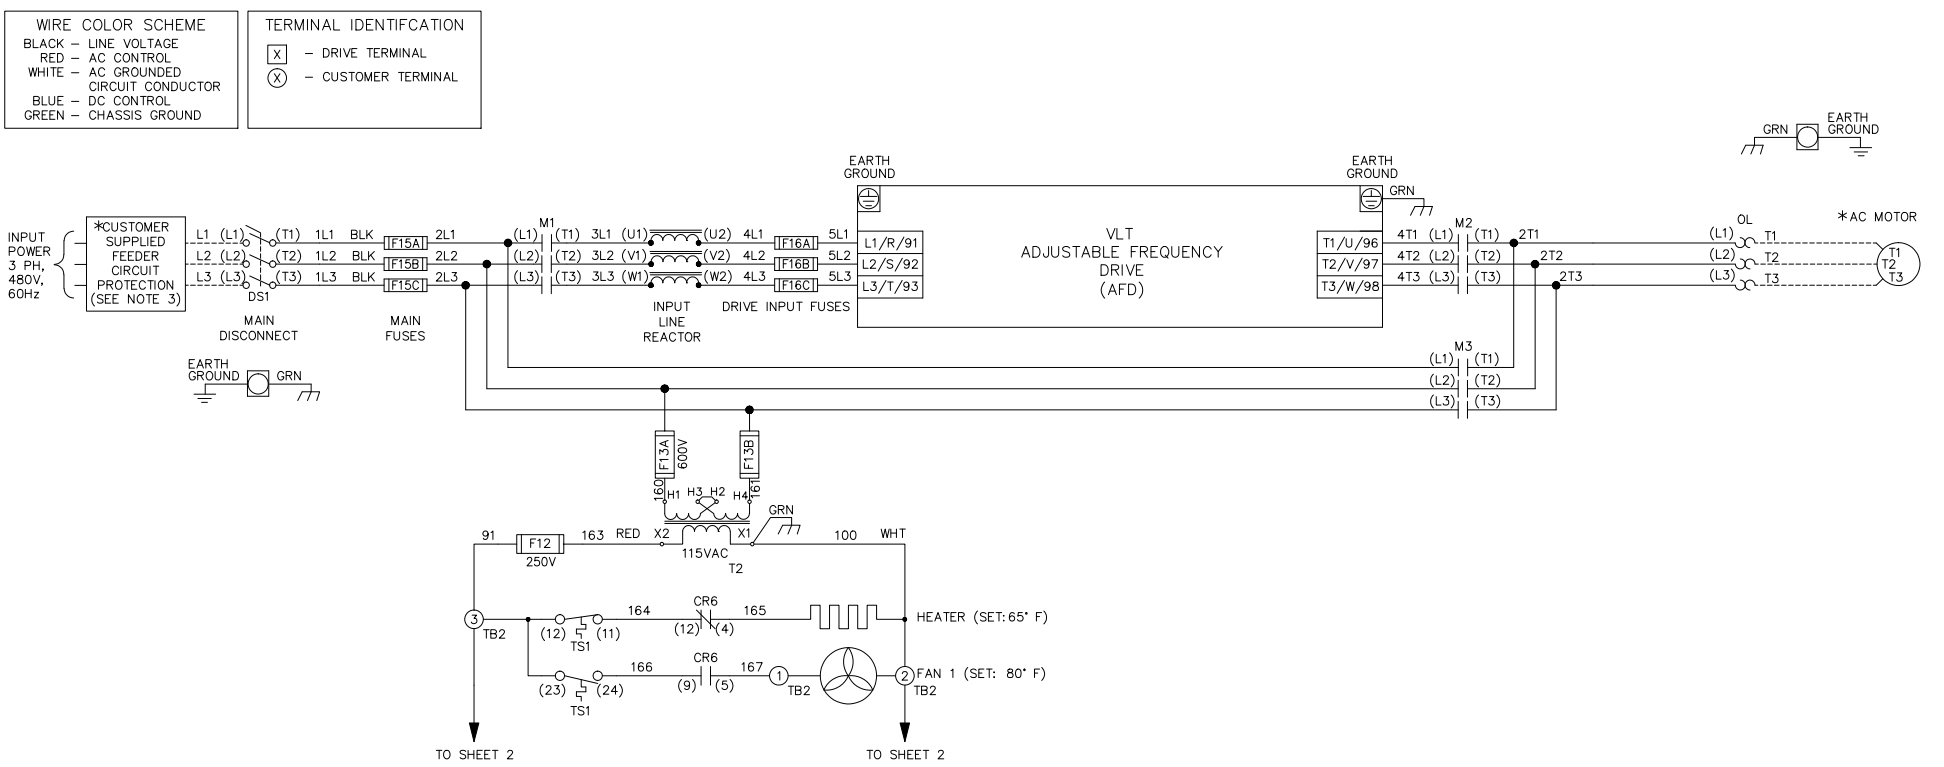 WIRE COLOR SCHEME
BLACK – LINE VOLTAGE
RED – AC CONTROL
WHITE – AC GROUNDED
CIRCUIT CONDUCTOR
BLUE – DC CONTROL
GREEN – CHASSIS GROUND
TERMINAL IDENTIFCATION
X – DRIVE TERMINAL
X – CUSTOMER TERMINAL
GRN
EARTH
GROUND
INPUT
POWER
3 PH,
480V,
60Hz
*CUSTOMER
SUPPLIED
FEEDER
CIRCUIT
PROTECTION
(SEE NOTE 3)
L1 (L1) (T1) 1L1 BLK F15A 2L1 (L1) M1 (T1) 3L1 (U1) (U2) 4L1 F16A 5L1 L1/R/91
L2 (L2) (T2) 1L2 BLK F15B 2L2 (L2) (T2) 3L2 (V1) (V2) 4L2 F16B 5L2 L2/S/92
L3 (L3) (T3) 1L3 BLK F15C 2L3 (L3) (T3) 3L3 (W1) (W2) 4L3 F16C 5L3 L3/T/93
DS1
MAIN
DISCONNECT
MAIN
FUSES
INPUT
LINE
REACTOR
DRIVE INPUT FUSES
EARTH
GROUND
VLT
ADJUSTABLE FREQUENCY
DRIVE
(AFD)
EARTH
GROUND
GRN
T1/U/96 4T1 (L1) M2 (T1) 2T1 (L1) OL T1
T2/V/97 4T2 (L2) (T2) 2T2 (L2) T2
T3/W/98 4T3 (L3) (T3) 2T3 (L3) T3
*AC MOTOR
T1
T2
T3
M3
(L1) (T1)
(L2) (T2)
(L3) (T3)
EARTH
GROUND
GRN
F13A
600V
F13B
160
161
H1 H3 H2 H4
GRN
91 F12 163 RED X2 X1 100 WHT
250V
115VAC
T2
3
TB2
(12) (11)
TS1
164
CR6
(12) (4)
165
HEATER (SET:65° F)
(23) (24)
TS1
166
CR6
(9) (5)
167
1
TB2
2
TB2
FAN 1 (SET: 80° F)
TO SHEET 2
TO SHEET 2